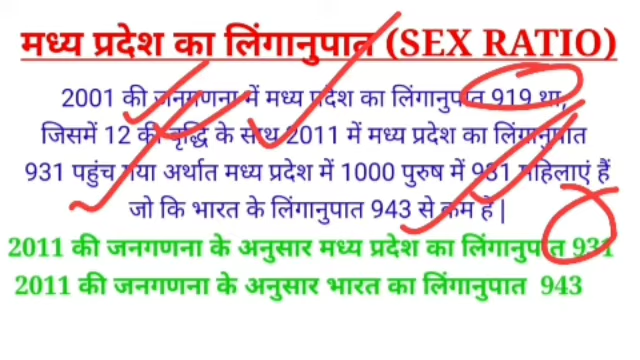 मध्य प्रदेश का लिंगानुपात (SEX RATIO)
2001 की जनगणना में मध्य प्रदेश का लिंगानुपात 919 था,
जिसमें 12 की वृद्धि के साथ 2011 में मध्य प्रदेश का लिंगानुपात
931 पहुंच गया अर्थात मध्य प्रदेश में 1000 पुरुष में 931 महिलाएं हैं
जो कि भारत के लिंगानुपात 943 से कम है |
2011 की जनगणना के अनुसार मध्य प्रदेश का लिंगानुपात 931
2011 की जनगणना के अनुसार भारत का लिंगानुपात 943